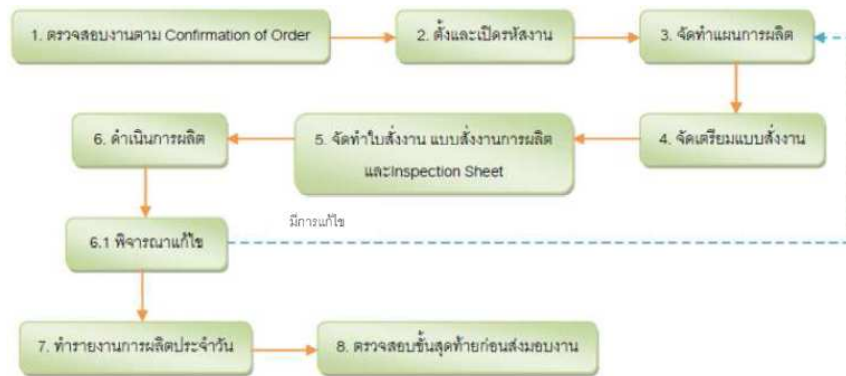 1. ตรวจสอบงานตาม Confirmation of Order
2. ตั้งและเปิดรหัสงาน
3. จัดทำแผนการผลิต
4. จัดเตรียมแบบสั่งงาน
5. จัดทำใบสั่งงาน แบบสั่งงานการผลิต
และInspection Sheet
6. ดำเนินการผลิต
6.1 พิจารณาแก้ไข
มีการแก้ไข
7. ทำรายงานการผลิตประจำวัน
8. ตรวจสอบขั้นสุดท้ายก่อนส่งมอบงาน